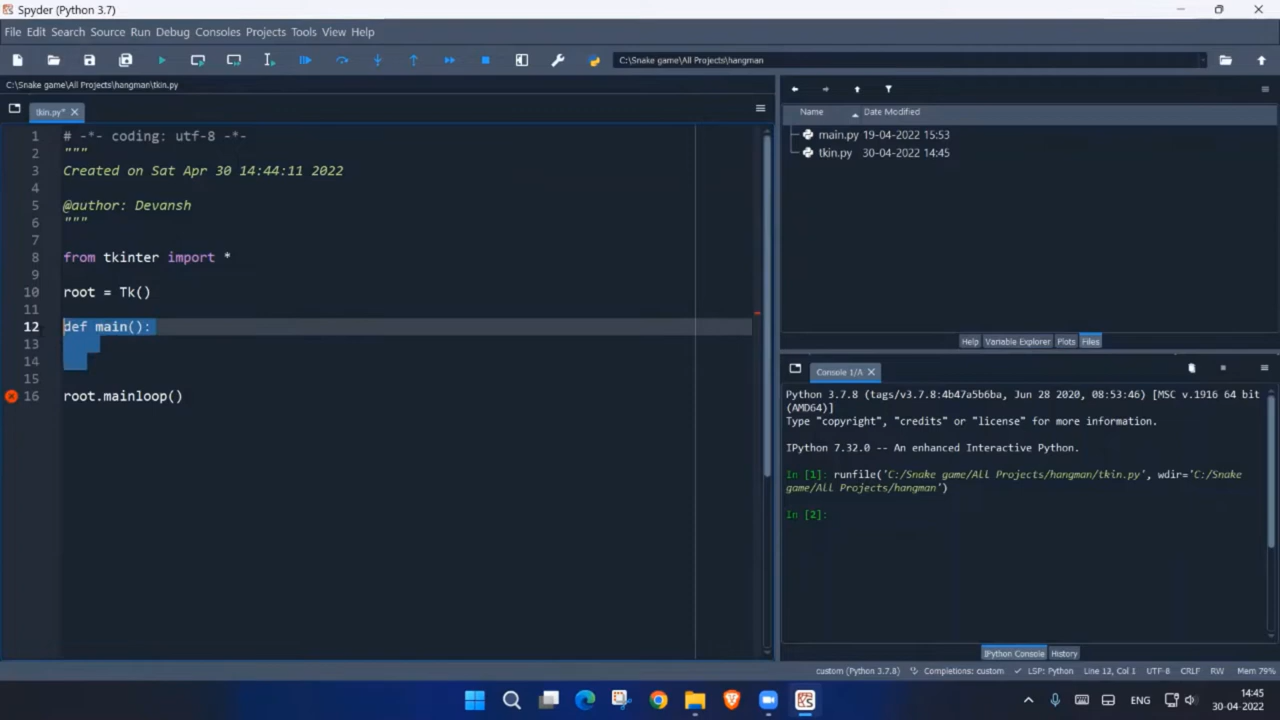 Spyder (Python 3.7)
File Edit Search Source Run Debug Consoles Projects Tools View Help
C:\Snake game\All Projects\hangman
C:\Snake game\All Projects\hangman\tkin.py
tkin.py*
1 # -*- coding: utf-8 -*-
2 """
3 Created on Sat Apr 30 14:44:11 2022
4
5 @author: Devansh
6 """
7
8 from tkinter import *
9
10 root = Tk()
11
12 def main():
13
14
15
16 root.mainloop()
Name Date Modified
main.py 19-04-2022 15:53
tkin.py 30-04-2022 14:45
Help Variable Explorer Plots Files
Console 1/A
Python 3.7.8 (tags/v3.7.8:4b47a5b6ba, Jun 28 2020, 08:53:46) [MSC v.1916 64 bit
(AMD64)]
Type "copyright", "credits" or "license" for more information.
IPython 7.32.0 -- An enhanced Interactive Python.
In [1]: runfile('C:/Snake game/All Projects/hangman/tkin.py', wdir='C:/Snake
game/All Projects/hangman')
In [2]:
IPython Console History
custom (Python 3.7.8) Completions: custom LSP: Python Line 12, Col 1 UTF-8 CRLF RW Mem 79%
ENG
14:45
30-04-2022